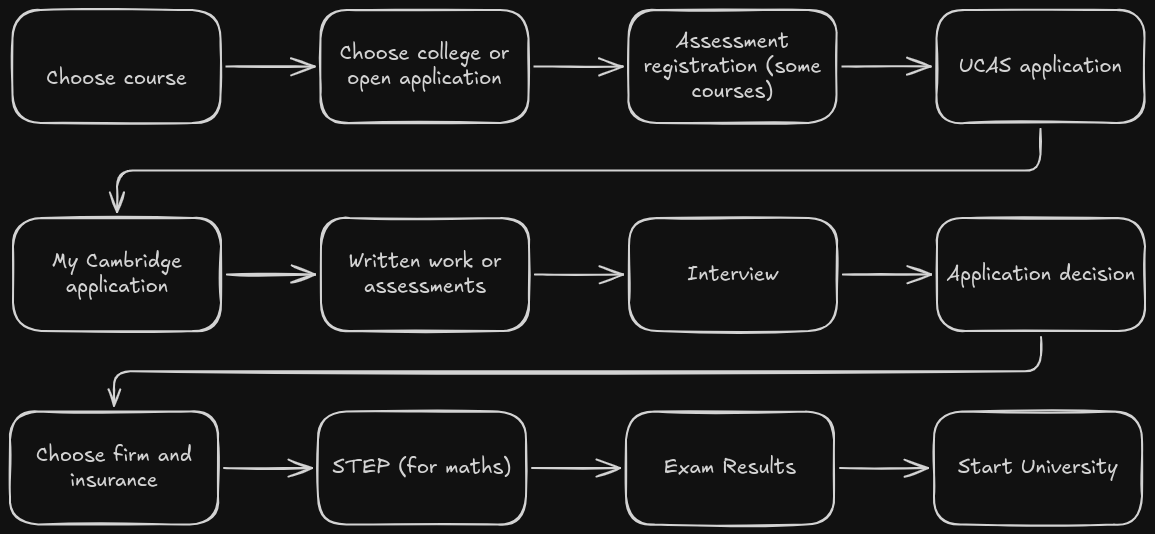 Choose course
Choose college or
open application
Assessment
registration (some
courses)
UCAS application
My Cambridge
application
Written work or
assessments
Interview
Application decision
Choose firm and
insurance
STEP (for maths)
Exam Results
Start University